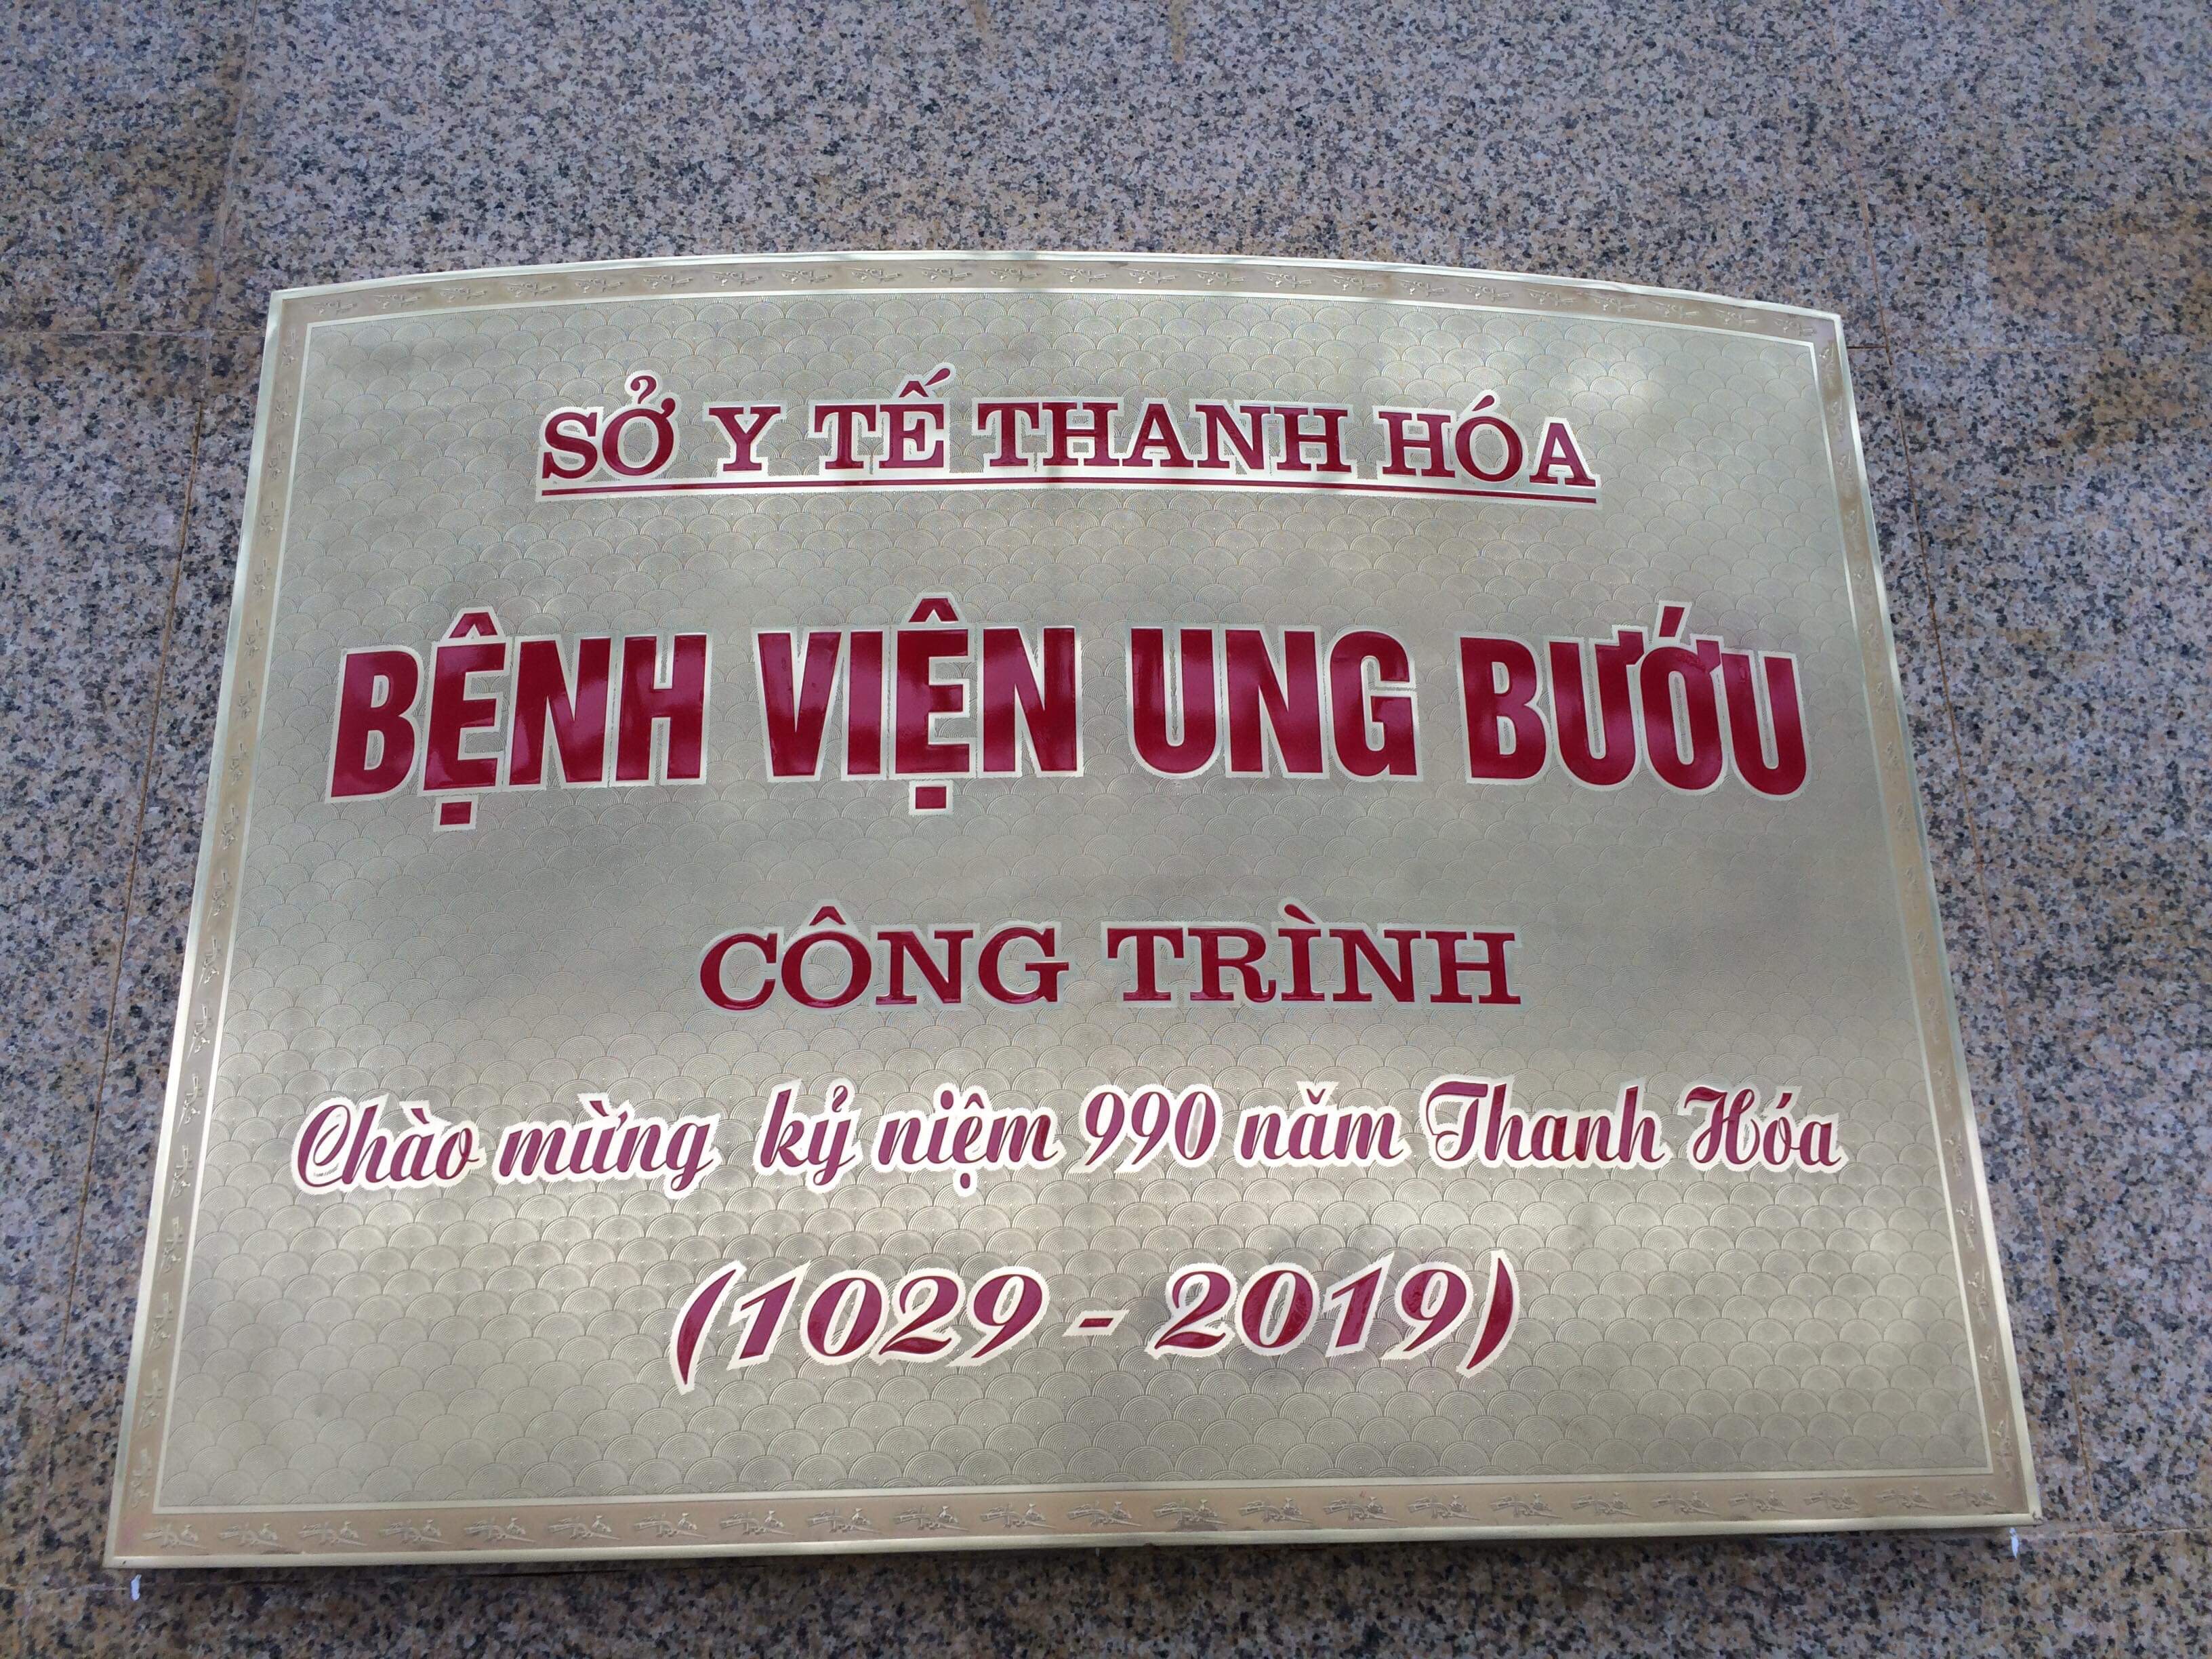 SỞ Y TẾ THANH HÓA
BỆNH VIỆN UNG BƯỚU
CÔNG TRÌNH
Chào mừng kỷ niệm 990 năm Thanh Hóa
(1029 - 2019)